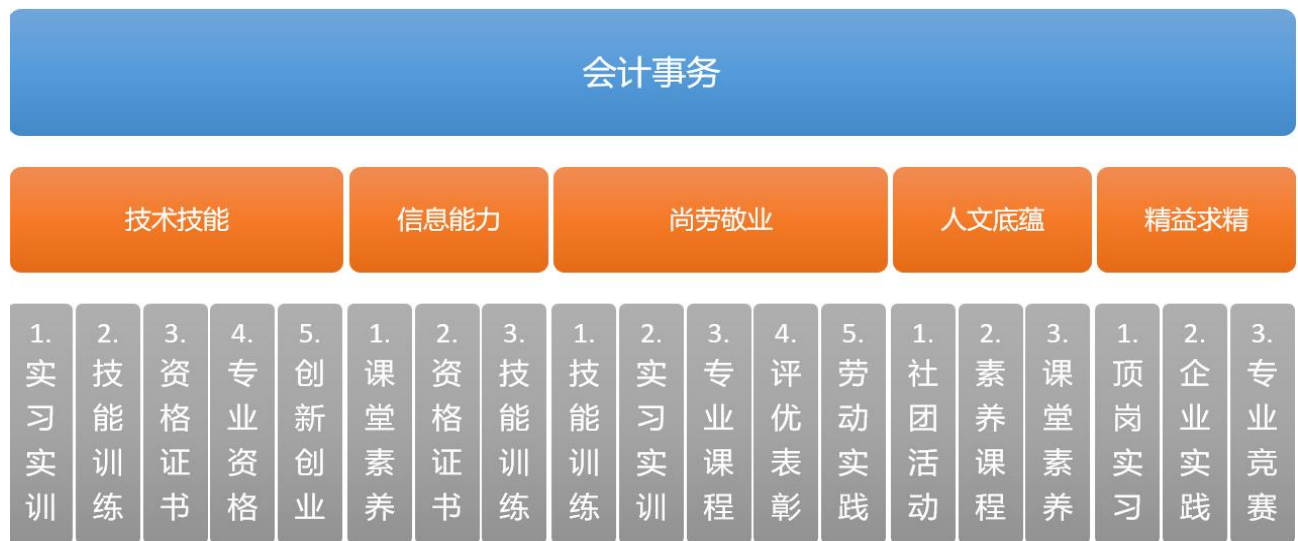 会计事务
技术技能
信息能力
尚劳敬业
人文底蕴
精益求精
1.实习实训
2.技能训练
3.资格证书
4.专业资格
5.创新创业
1.课堂素养
2.资格证书
3.技能训练
1.技能训练
2.实习实训
3.专业课程
4.评优表彰
5.劳动实践
1.社团活动
2.素养课程
3.课堂素养
1.顶岗实习
2.企业实践
3.专业竞赛